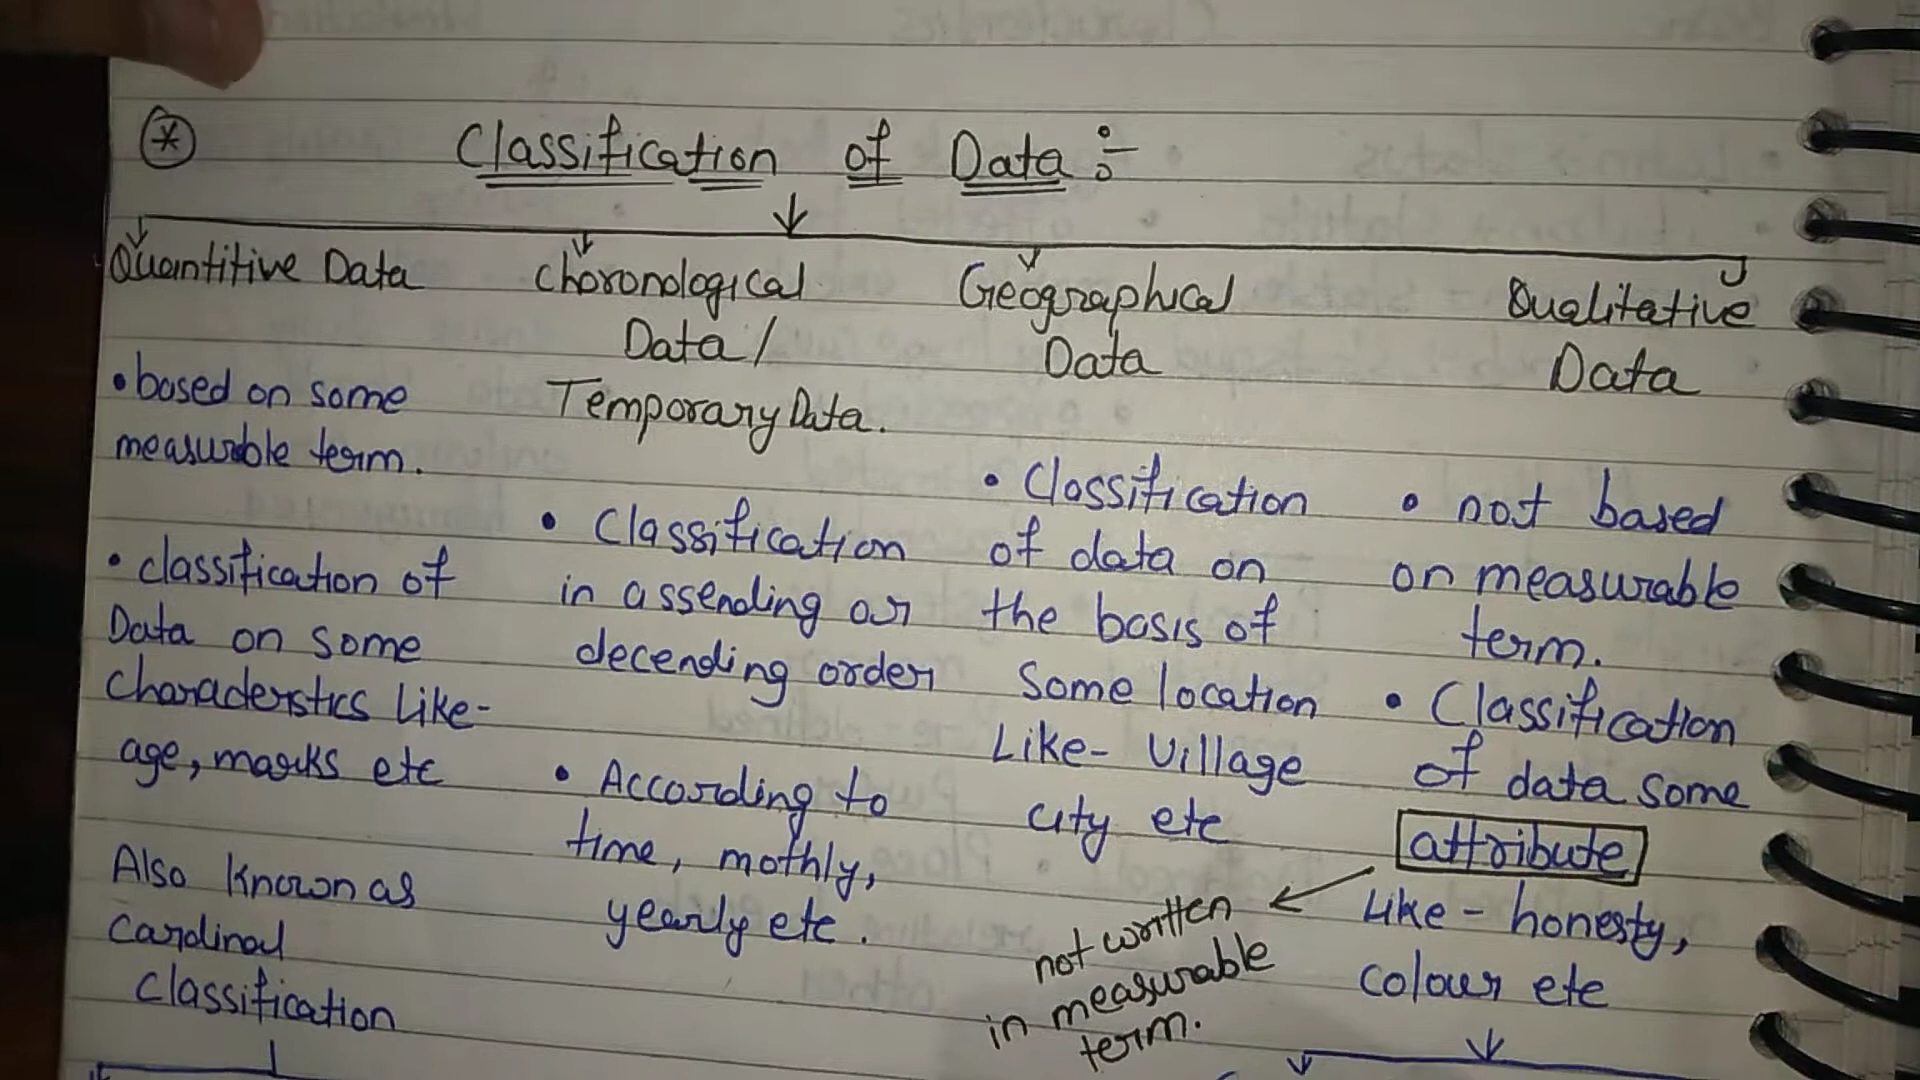 * Classification of Data :-
Quantitive Data
• based on some
measurable term.
• classification of
Data on some
Characterstics like-
age, marks etc
Also Known as
Cardinal
Classification
Choronological
Data /
Temporary Data.
• Classification
in assending or
decending order
• According to
time, mothly,
yearly etc.
Geographical
Data
• Classification
of data on
the basis of
Some location
Like- Village
city etc
Qualitative
Data
• not based
on measurable
term.
• Classification
of data some
attribute
Like - honesty,
colour etc
not written
in measurable
term.